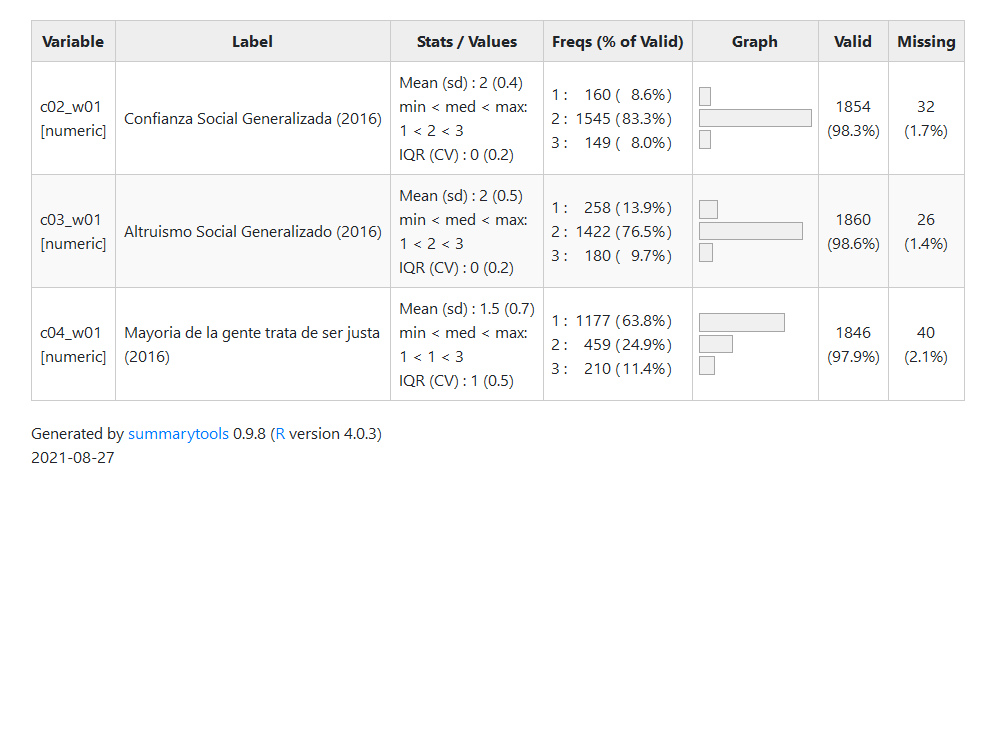 Variable Label Stats / Values Freqs (% of Valid) Graph Valid Missing
c02_w01
[numeric]
Confianza Social Generalizada (2016)
Mean (sd) : 2 (0.4)
min < med < max:
1 < 2 < 3
IQR (CV) : 0 (0.2)
1 : 160 ( 8.6%)
2 : 1545 (83.3%)
3 : 149 ( 8.0%)
1854
(98.3%)
32
(1.7%)
c03_w01
[numeric]
Altruismo Social Generalizado (2016)
Mean (sd) : 2 (0.5)
min < med < max:
1 < 2 < 3
IQR (CV) : 0 (0.2)
1 : 258 (13.9%)
2 : 1422 (76.5%)
3 : 180 ( 9.7%)
1860
(98.6%)
26
(1.4%)
c04_w01
[numeric]
Mayoria de la gente trata de ser justa
(2016)
Mean (sd) : 1.5 (0.7)
min < med < max:
1 < 1 < 3
IQR (CV) : 1 (0.5)
1 : 1177 (63.8%)
2 : 459 (24.9%)
3 : 210 (11.4%)
1846
(97.9%)
40
(2.1%)
Generated by summarytools 0.9.8 (R version 4.0.3)
2021-08-27